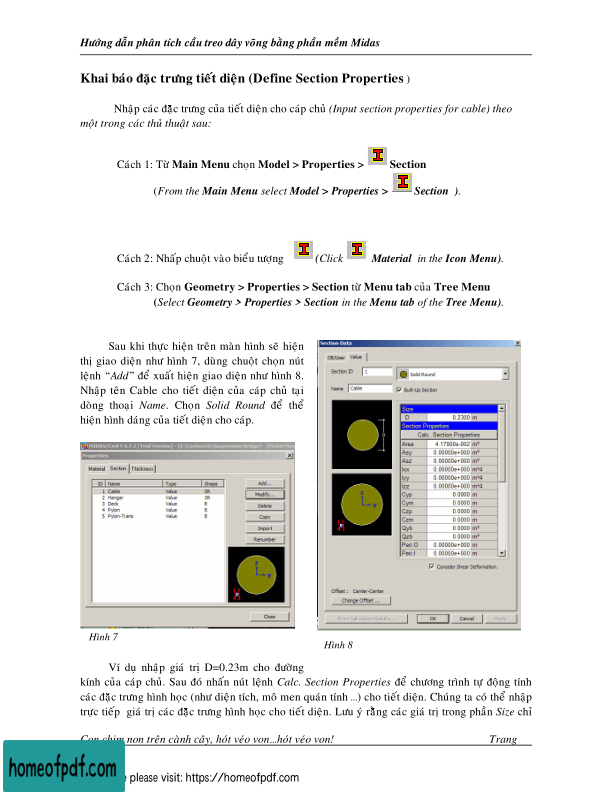 Hướng dẫn phân tích cầu treo dây võng bằng phần mềm Midas
Khai báo đặc trưng tiết diện (Define Section Properties )
Nhập các đặc trưng của tiết diện cho cáp chủ (Input section properties for cable) theo
một trong các thủ thuật sau:
Cách 1: Từ Main Menu chọn Model > Properties > Section
(From the Main Menu select Model > Properties > Section ).
Cách 2: Nhấp chuột vào biểu tượng (Click Material in the Icon Menu).
Cách 3: Chọn Geometry > Properties > Section từ Menu tab của Tree Menu
(Select Geometry > Properties > Section in the Menu tab of the Tree Menu).
Sau khi thực hiện trên màn hình sẽ hiện
thị giao diện như hình 7, dùng chuột chọn nút
lệnh “Add” để xuất hiện giao diện như hình 8.
Nhập tên Cable cho tiết diện của cáp chủ tại
dòng thoại Name. Chọn Solid Round để thể
hiện hình dáng của tiết diện cho cáp.
Properties
Material Section Thickness
ID Name Type Shape
1 Cable Value SR
2 Hanger Value SR
3 Deck Value B
4 Pylon Value B
5 Pylon-Trans Value B
Add...
Modify...
Delete
Copy
Import
Renumber
Close
Hình 7
Section Data
DB/User Value
Section ID 1 Solid Round
Name Cable Built-Up Section
Size
D 0.2300 m
Section Properties
Calc. Section Properties
Area 4.17800e-002 m²
Asy 0.00000e+000 m²
Asz 0.00000e+000 m²
Ixx 0.00000e+000 m^4
Iyy 0.00000e+000 m^4
Izz 0.00000e+000 m^4
Cyp 0.0000 m
Cym 0.0000 m
Czp 0.0000 m
Czm 0.0000 m
Qyb 0.0000 m²
Qzb 0.0000 m²
Peri:O 0.00000e+000 m
Peri:I 0.00000e+000 m
Consider Shear Deformation.
Offset : Center-Center
Change Offset ...
OK Cancel Apply
Hình 8
Ví dụ nhập giá trị D=0.23m cho đường
kính của cáp chủ. Sau đó nhấn nút lệnh Calc. Section Properties để chương trình tự động tính
các đặc trưng hình học (như diện tích, mô men quán tính ...) cho tiết diện. Chúng ta có thể nhập
trực tiếp giá trị các đặc trưng hình học cho tiết diện. Lưu ý rằng các giá trị trong phần Size chỉ
Con chim non trên cành cây, hót véo von...hót véo von! Trang
homeofpdf.com
please visit: https://homeofpdf.com